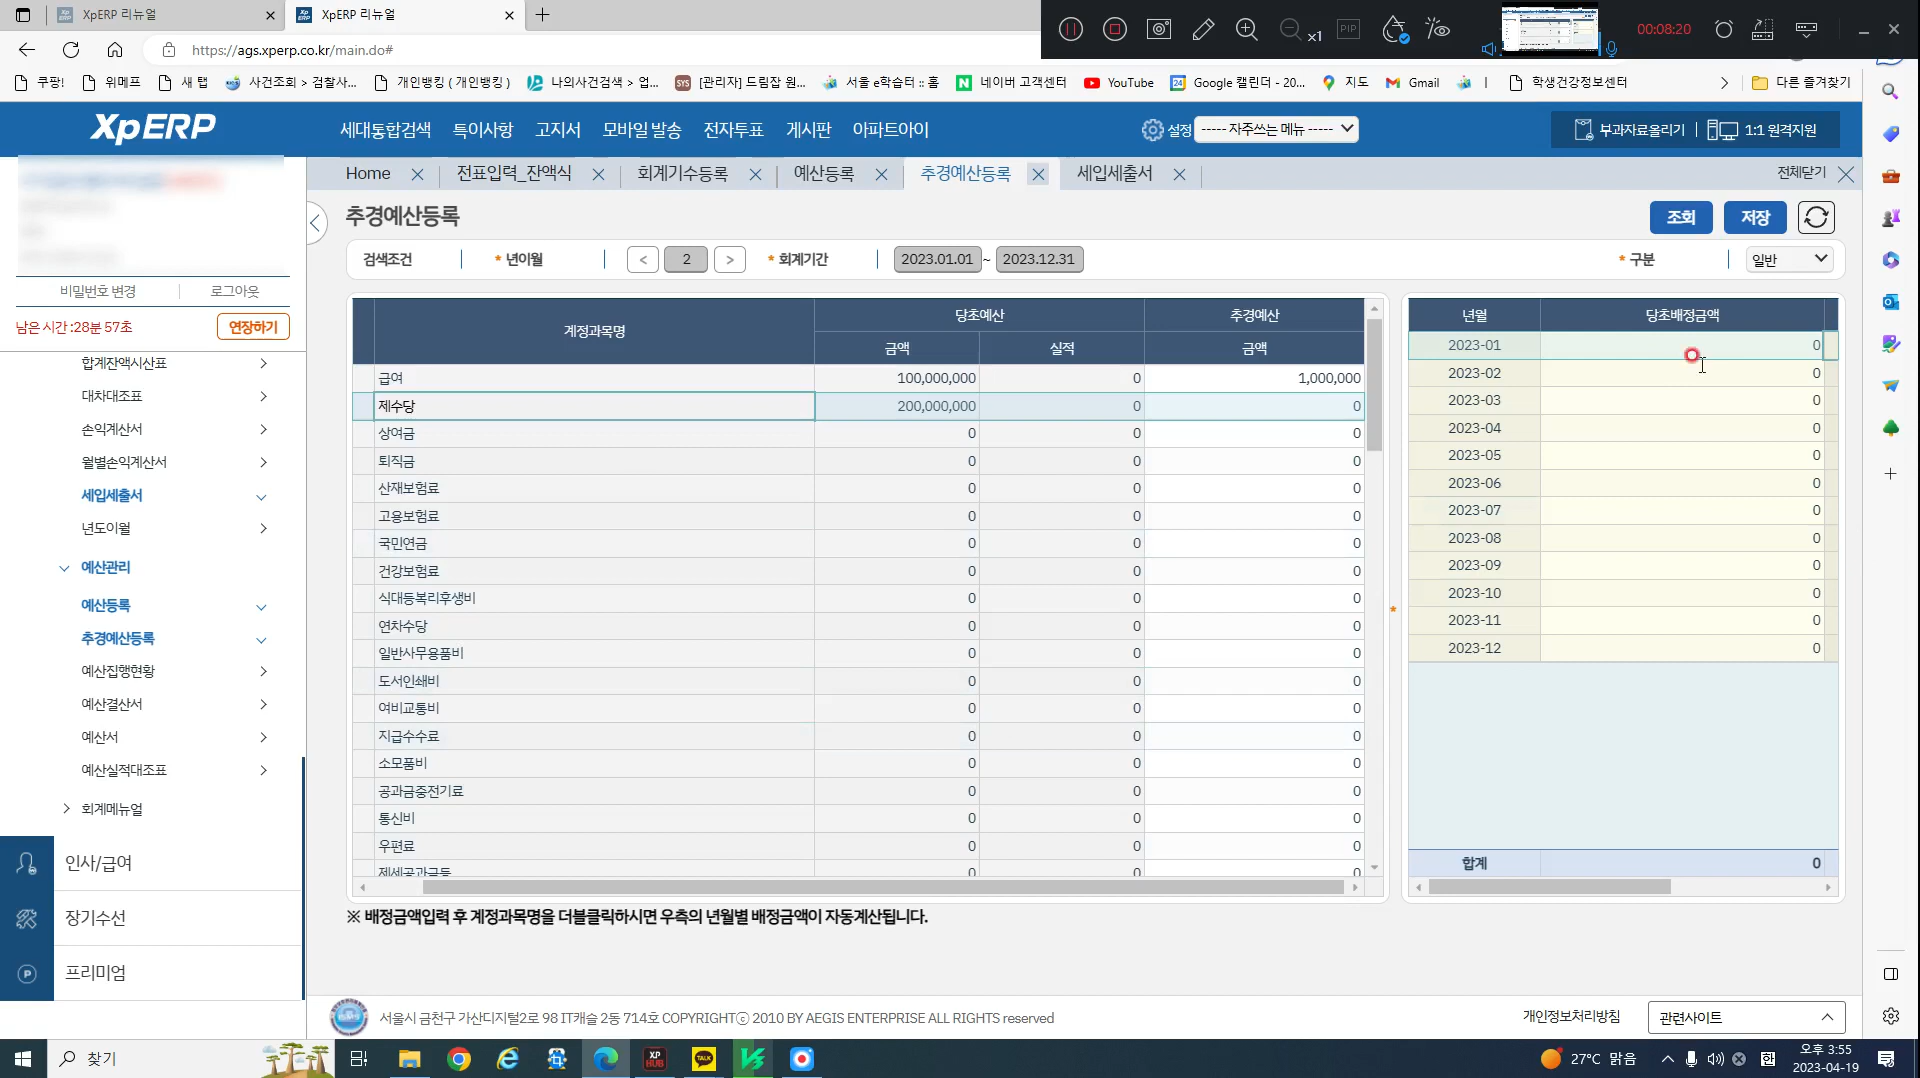 XpERP 리뉴얼
XpERP 리뉴얼
https://ags.xperp.co.kr/main.do#
x1
PIP
00:08:20
쿠팡!
위메프
새 탭
사건조회 > 검찰사...
개인뱅킹 ( 개인뱅킹 )
나의사건검색 > 업...
SYS
[관리자] 드림잡 원...
서울 e학습터 :: 홈
네이버 고객센터
YouTube
Google 캘린더 - 20...
지도
Gmail
학생건강정보센터
다른 즐겨찾기
XpERP
세대통합검색 특이사항 고지서 모바일 발송 전자투표 게시판 아파트아이
설정
----- 자주쓰는 메뉴 -----
부과자료올리기
1:1 원격지원
Home
전표입력_잔액식
회계기수등록
예산등록
추경예산등록
세입세출서
전체닫기
비밀번호 변경
로그아웃
남은 시간 :28분 57초
연장하기
합계잔액시산표
대차대조표
손익계산서
월별손익계산서
세입세출서
년도이월
예산관리
예산등록
추경예산등록
예산집행현황
예산결산서
예산서
예산실적대조표
회계메뉴얼
인사/급여
장기수선
프리미엄
추경예산등록
조회
저장
검색조건
* 년이월
< 2 >
* 회계기간
2023.01.01 ~ 2023.12.31
* 구분
일반
계정과목명 당초예산 추경예산
금액 실적 금액
급여 100,000,000 0 1,000,000
제수당 200,000,000 0 0
상여금 0 0 0
퇴직금 0 0 0
산재보험료 0 0 0
고용보험료 0 0 0
국민연금 0 0 0
건강보험료 0 0 0
식대등복리후생비 0 0 0
연차수당 0 0 0
일반사무용품비 0 0 0
도서인쇄비 0 0 0
여비교통비 0 0 0
지급수수료 0 0 0
소모품비 0 0 0
공과금중전기료 0 0 0
통신비 0 0 0
우편료 0 0 0
제세공과금등 0 0 0
*
년월 당초배정금액
2023-01 0
2023-02 0
2023-03 0
2023-04 0
2023-05 0
2023-06 0
2023-07 0
2023-08 0
2023-09 0
2023-10 0
2023-11 0
2023-12 0
합계 0
※ 배정금액입력 후 계정과목명을 더블클릭하시면 우측의 년월별 배정금액이 자동계산됩니다.
서울시 금천구 가산디지털2로 98 IT캐슬 2동 714호 COPYRIGHTⓒ 2010 BY AEGIS ENTERPRISE ALL RIGHTS reserved
개인정보처리방침
관련사이트
찾기
XP
HUB
TALK
27°C 맑음
한
오후 3:55
2023-04-19